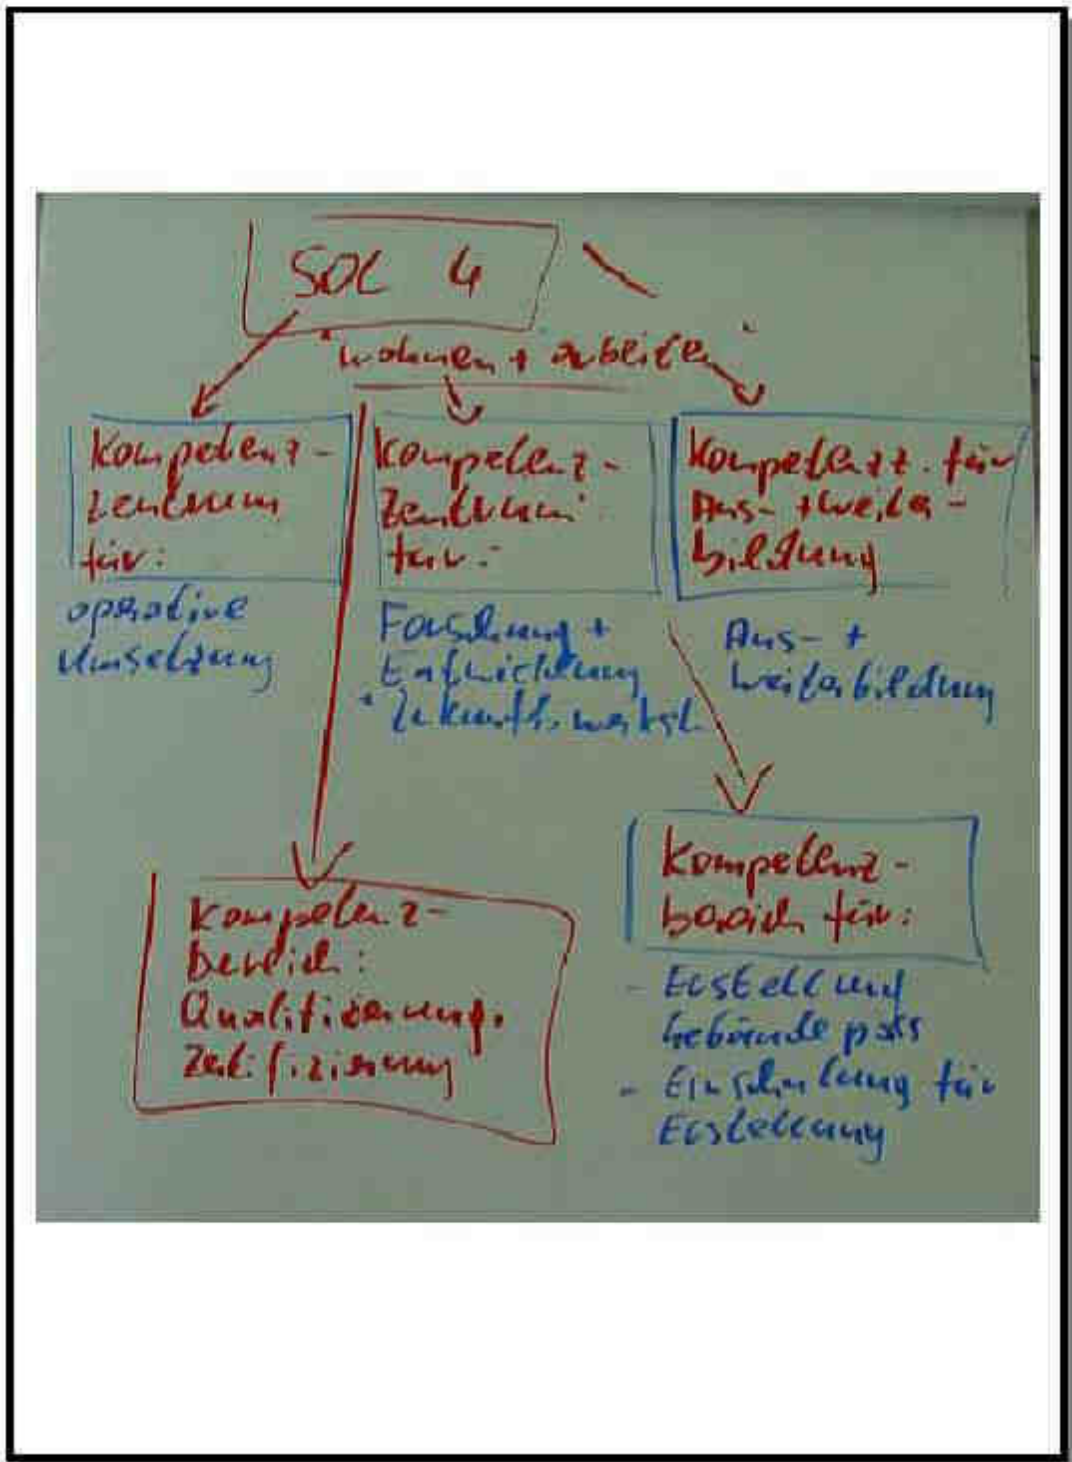 SOL 4
"wohnen + arbeiten"
Kompetenz-
zentrum
für:
operative
Umsetzung
Kompetenz-
Zentrum
für:
Forschung +
Entwicklung
"Zukunftswerkst.
Kompetenzz. für
Aus- + Weiter-
bildung
Aus- +
Weiterbildung
Kompetenz-
bereich:
Qualifizierung,
Zertifizierung
Kompetenz-
bereich für:
- Erstellung
Gebäudepass
- Einschulung für
Erstellung